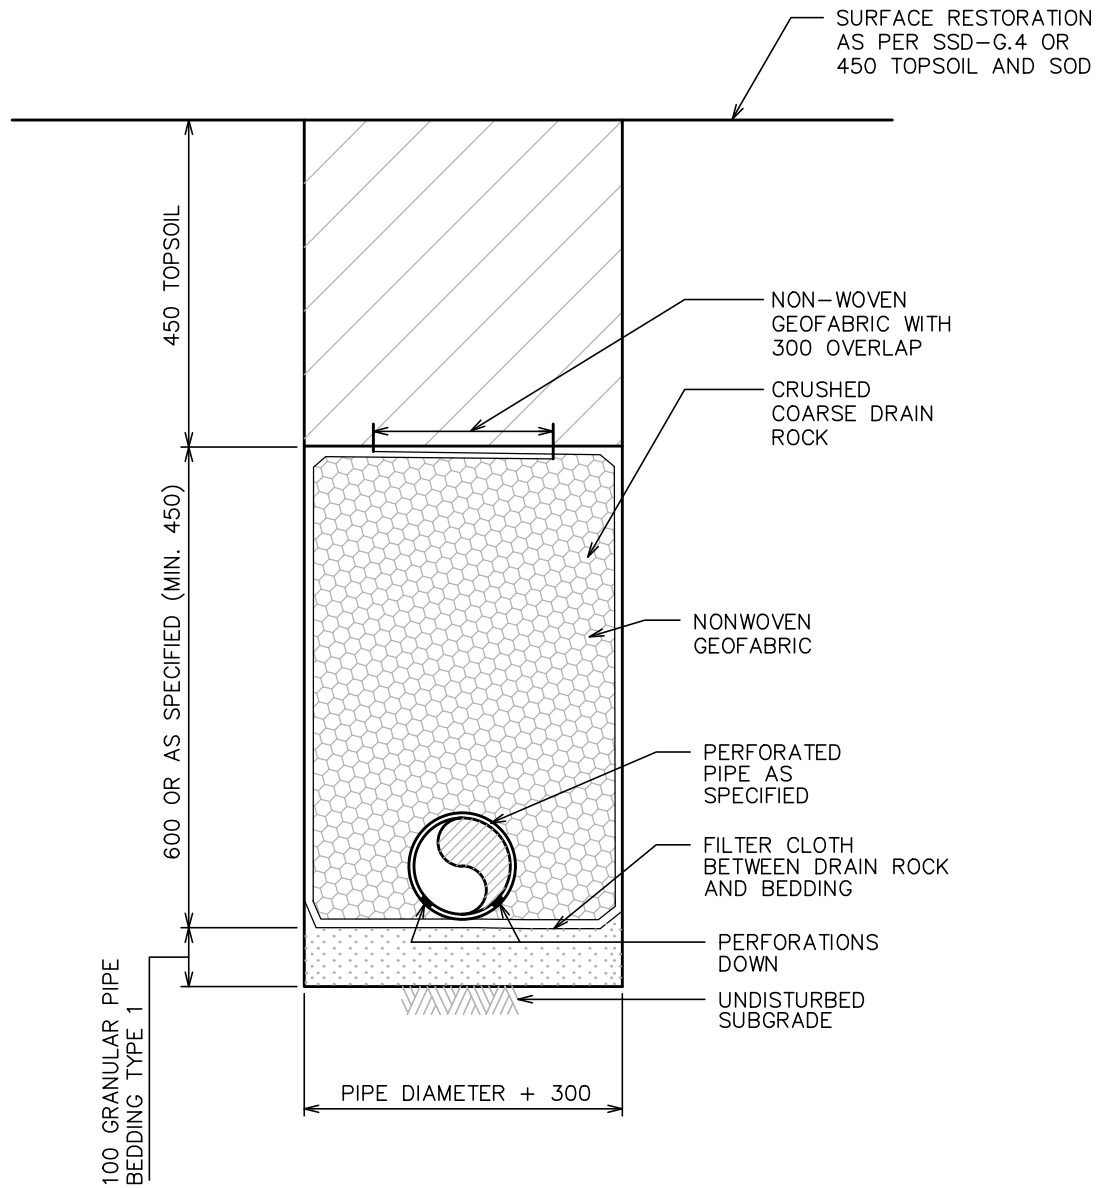 SURFACE RESTORATION
AS PER SSD-G.4 OR
450 TOPSOIL AND SOD
450 TOPSOIL
NON-WOVEN
GEOFABRIC WITH
300 OVERLAP
CRUSHED
COARSE DRAIN
ROCK
600 OR AS SPECIFIED (MIN. 450)
NONWOVEN
GEOFABRIC
PERFORATED
PIPE AS
SPECIFIED
FILTER CLOTH
BETWEEN DRAIN ROCK
AND BEDDING
PERFORATIONS
DOWN
UNDISTURBED
SUBGRADE
100 GRANULAR PIPE
BEDDING TYPE 1
PIPE DIAMETER + 300